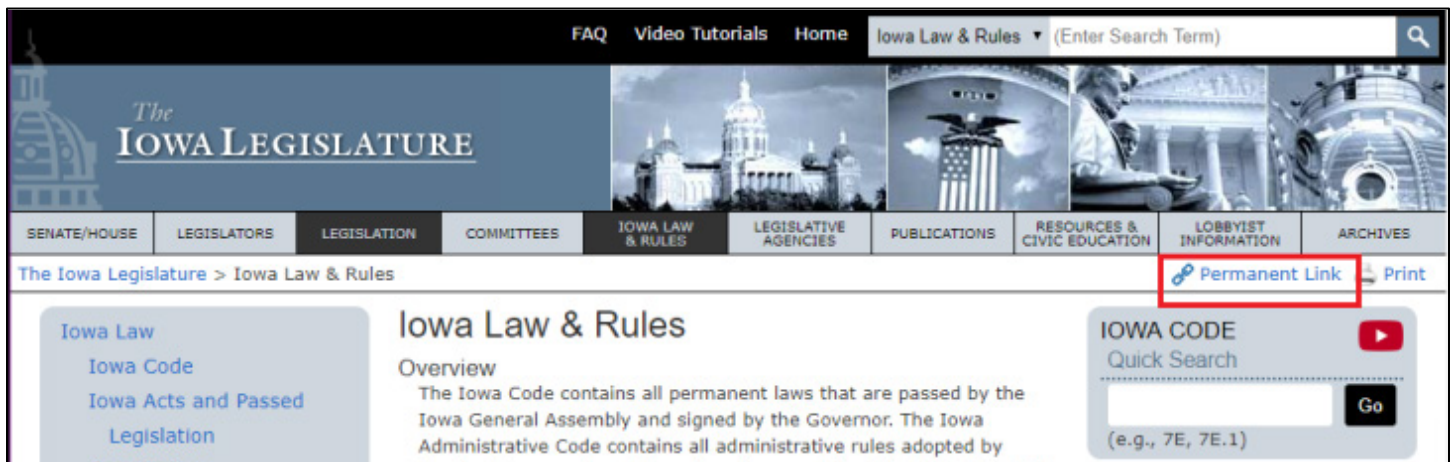 FAQ Video Tutorials Home Iowa Law & Rules (Enter Search Term)
The
IOWA LEGISLATURE
SENATE/HOUSE LEGISLATORS LEGISLATION COMMITTEES IOWA LAW & RULES LEGISLATIVE AGENCIES PUBLICATIONS RESOURCES & CIVIC EDUCATION LOBBYIST INFORMATION ARCHIVES
The Iowa Legislature > Iowa Law & Rules Permanent Link Print
Iowa Law
Iowa Code
Iowa Acts and Passed
Legislation
Iowa Law & Rules
Overview
The Iowa Code contains all permanent laws that are passed by the
Iowa General Assembly and signed by the Governor. The Iowa
Administrative Code contains all administrative rules adopted by
IOWA CODE
Quick Search
Go
(e.g., 7E, 7E.1)